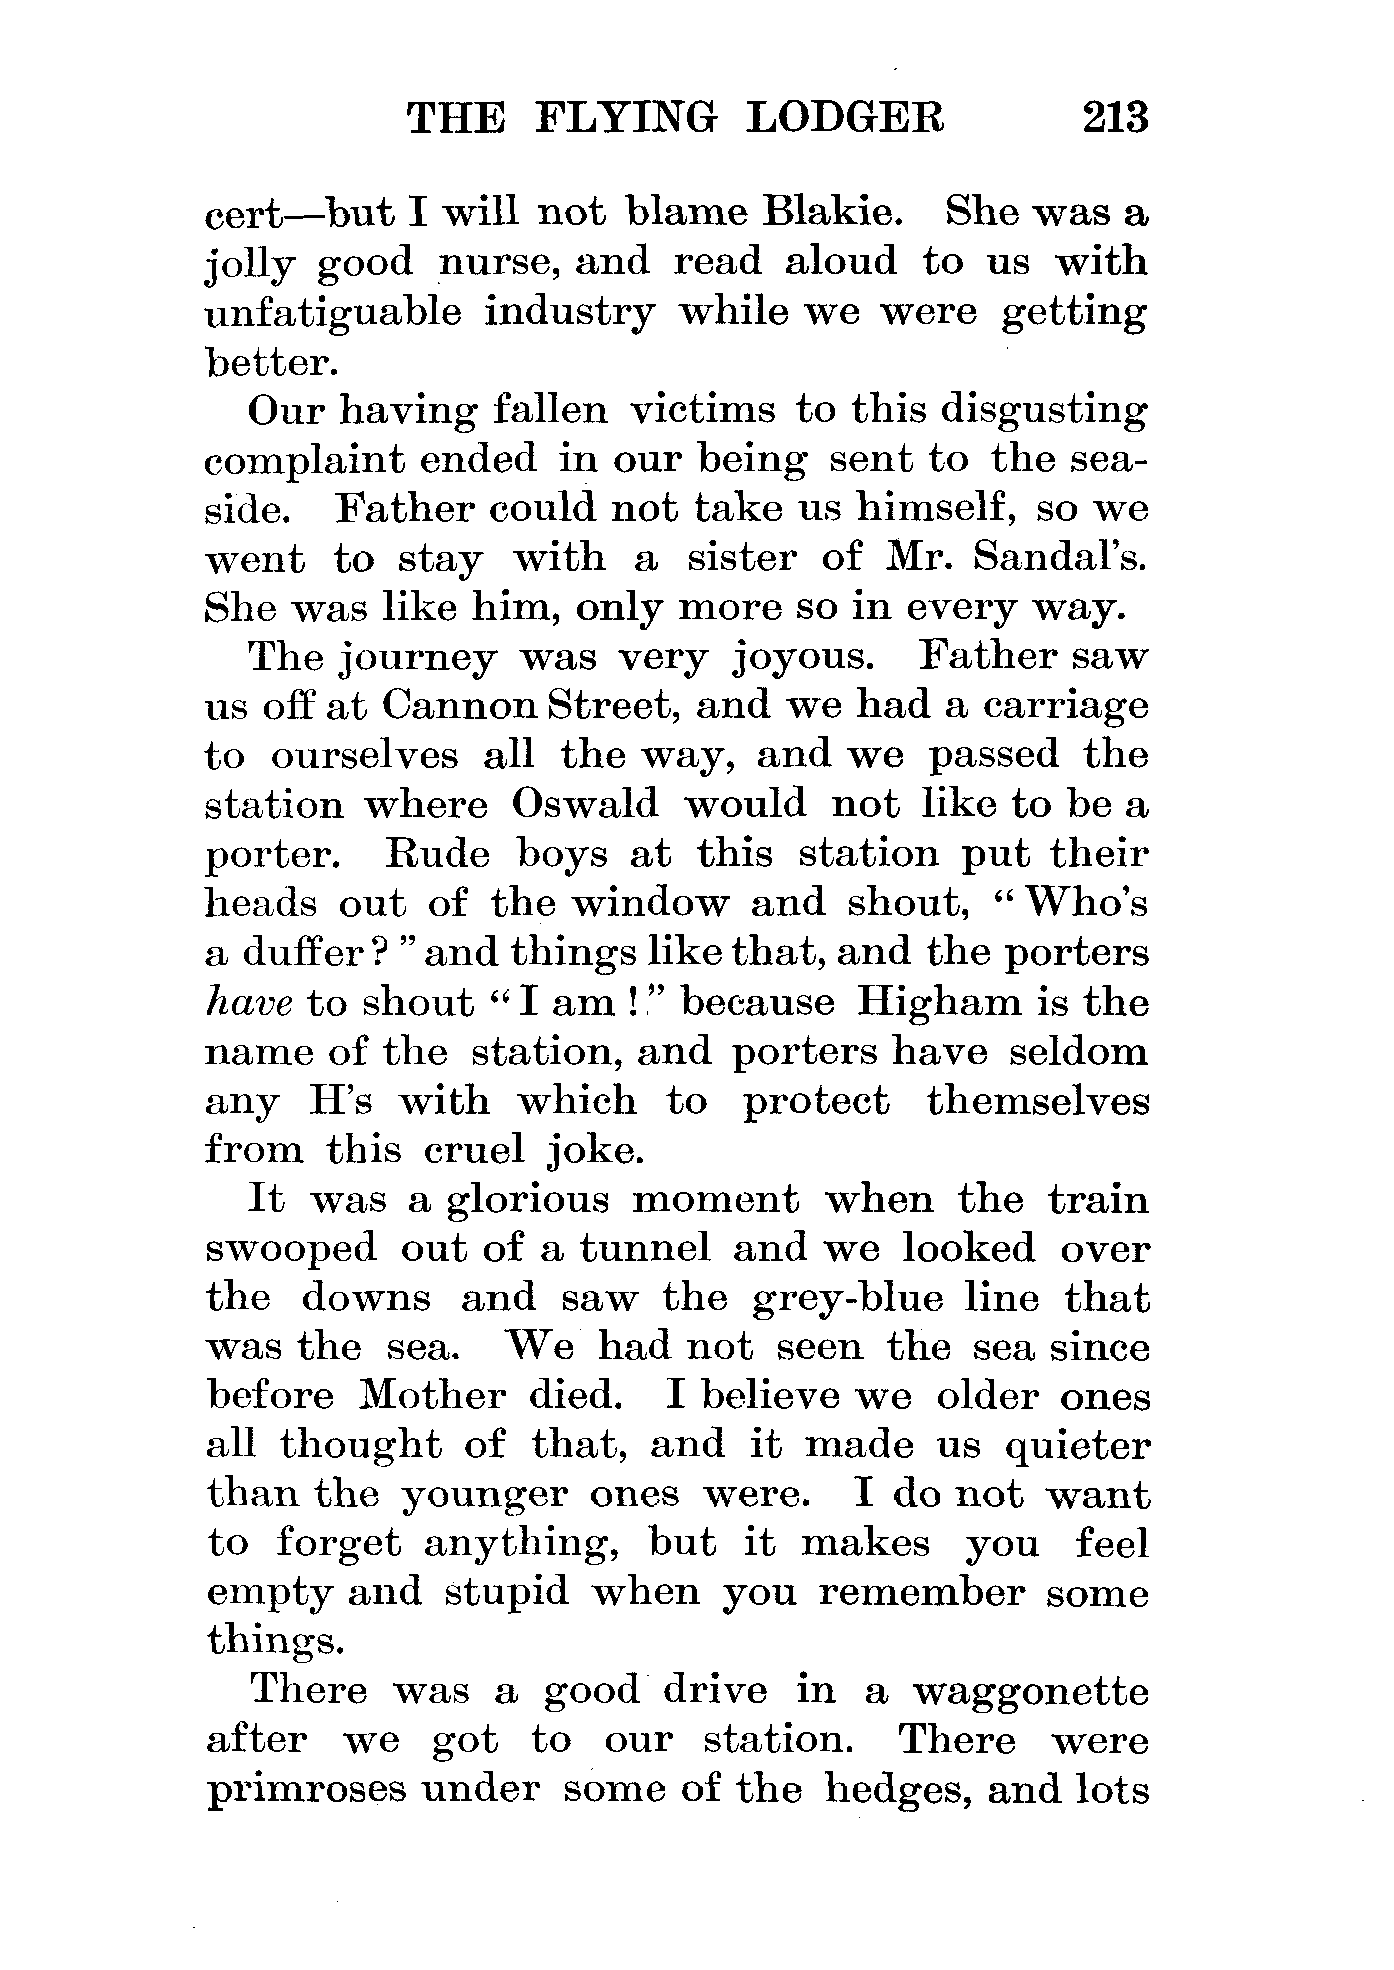 THE FLYING LODGER 213
cert—but I will not blame Blakie. She was a
jolly good nurse, and read aloud to us with
unfatiguable industry while we were getting
better.
Our having fallen victims to this disgusting
complaint ended in our being sent to the sea-
side. Father could not take us himself, so we
went to stay with a sister of Mr. Sandal's.
She was like him, only more so in every way.
The journey was very joyous. Father saw
us off at Cannon Street, and we had a carriage
to ourselves all the way, and we passed the
station where Oswald would not like to be a
porter. Rude boys at this station put their
heads out of the window and shout, “Who's
a duffer?” and things like that, and the porters
have to shout “I am!” because Higham is the
name of the station, and porters have seldom
any H's with which to protect themselves
from this cruel joke.
It was a glorious moment when the train
swooped out of a tunnel and we looked over
the downs and saw the grey-blue line that
was the sea. We had not seen the sea since
before Mother died. I believe we older ones
all thought of that, and it made us quieter
than the younger ones were. I do not want
to forget anything, but it makes you feel
empty and stupid when you remember some
things.
There was a good drive in a waggonette
after we got to our station. There were
primroses under some of the hedges, and lots